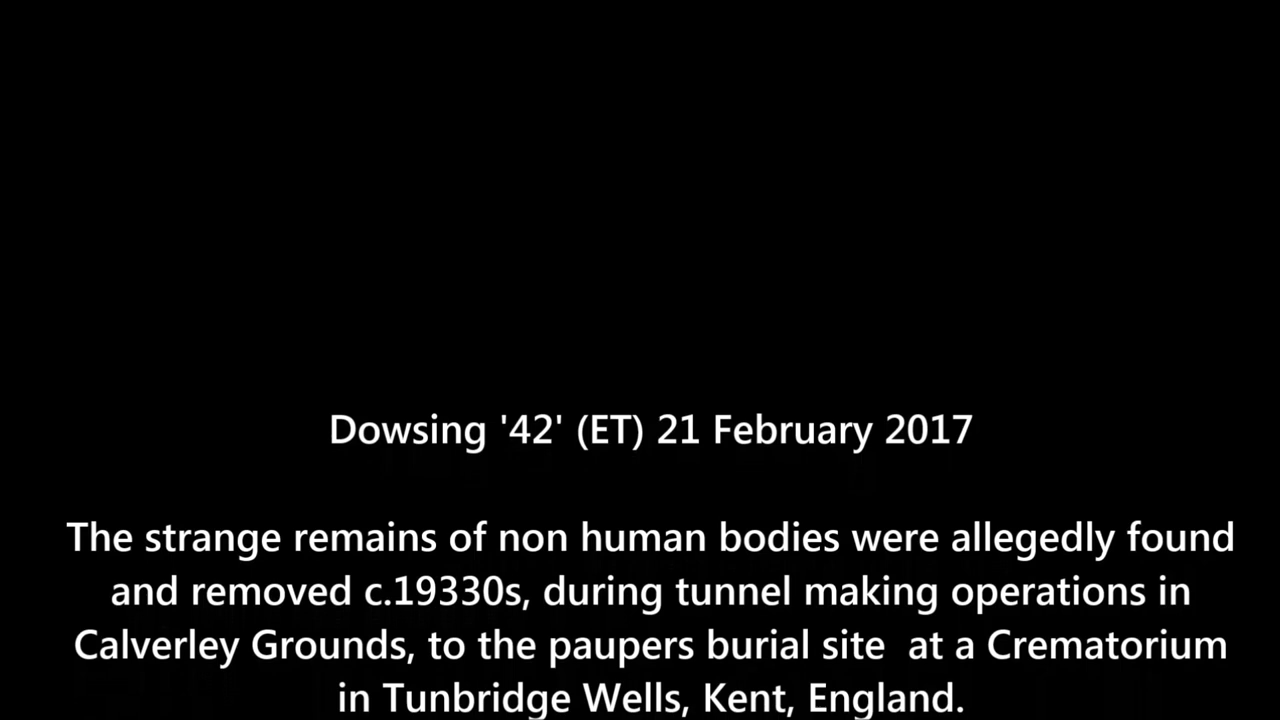 Dowsing '42' (ET) 21 February 2017
The strange remains of non human bodies were allegedly found
and removed c.19330s, during tunnel making operations in
Calverley Grounds, to the paupers burial site  at a Crematorium
in Tunbridge Wells, Kent, England.